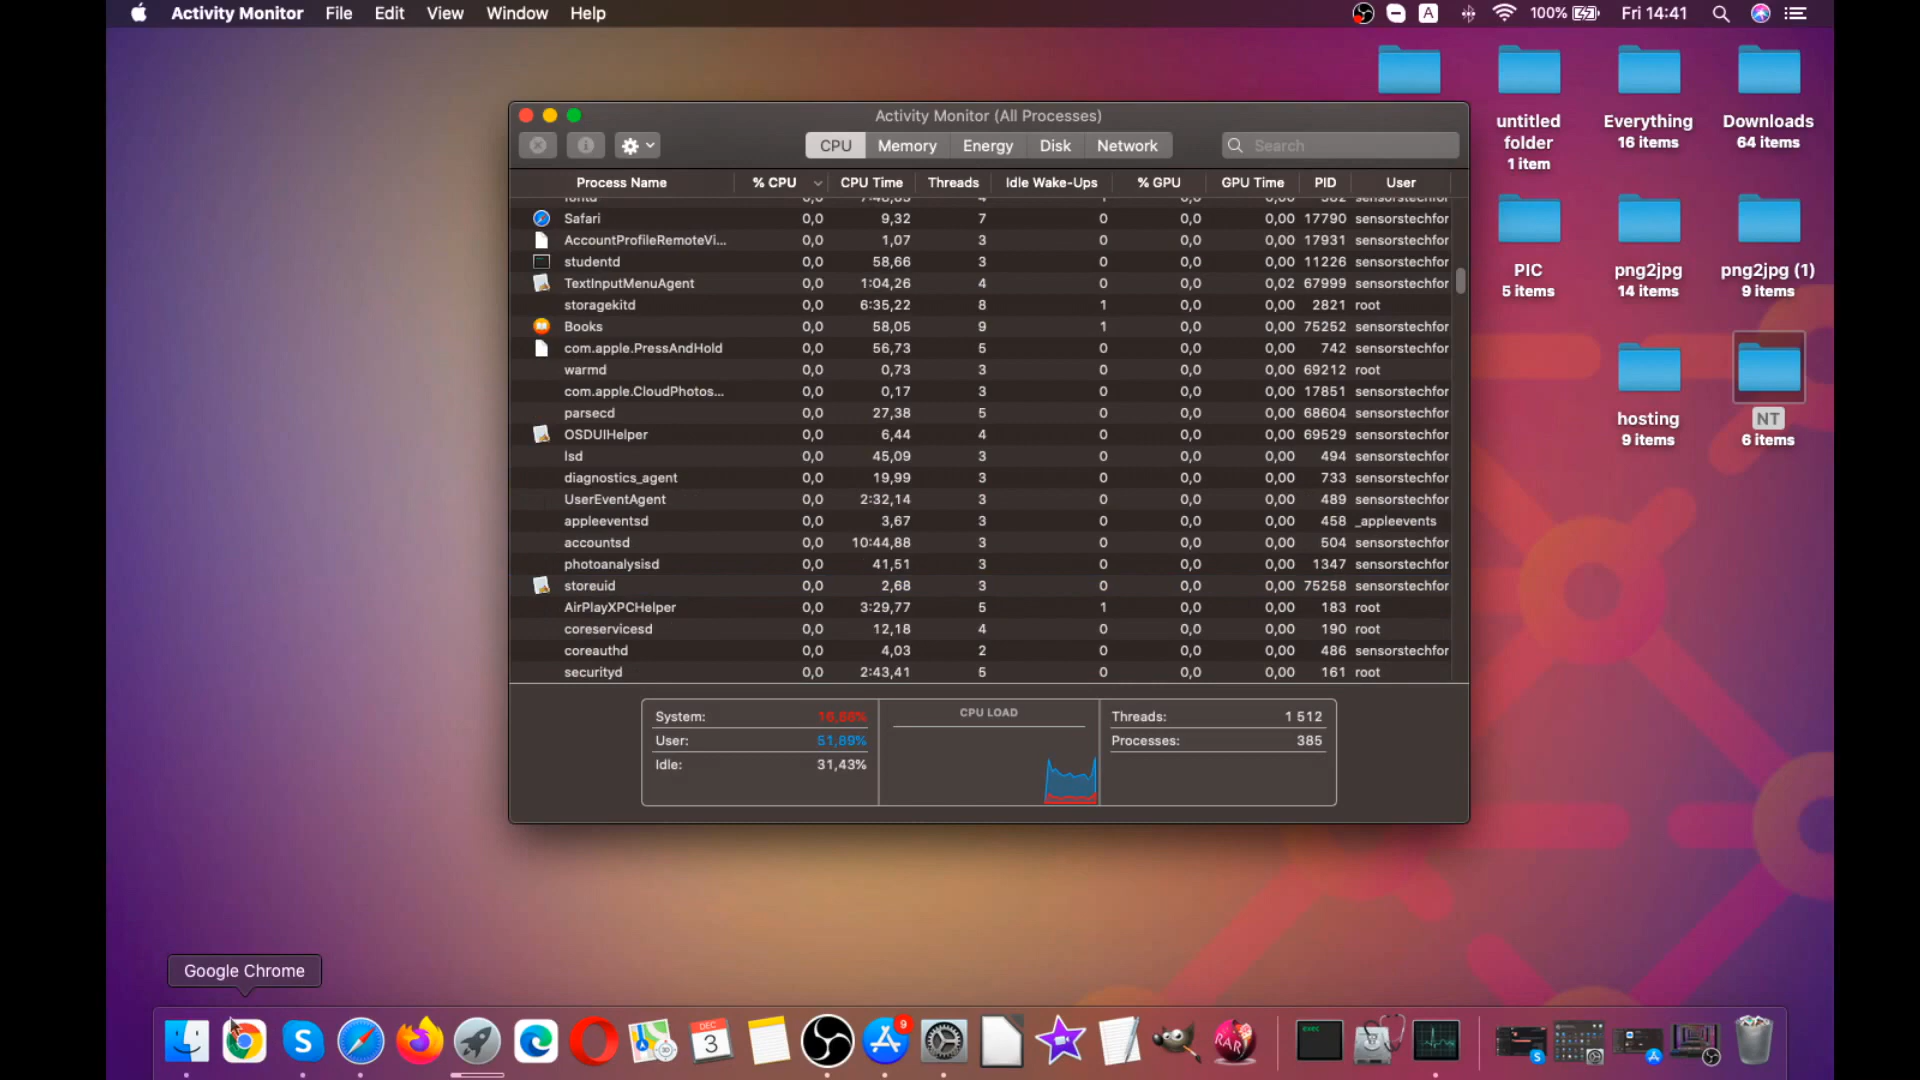 Activity Monitor File Edit View Window Help A 100% Fri 14:41
untitled folder
1 item
Everything
16 items
Downloads
64 items
PIC
5 items
png2jpg
14 items
png2jpg (1)
9 items
hosting
9 items
NT
6 items
Activity Monitor (All Processes)
CPU Memory Energy Disk Network Search
Process Name % CPU CPU Time Threads Idle Wake-Ups % GPU GPU Time PID User
Safari 0,0 9,32 7 0 0,0 0,00 17790 sensorstechfor
AccountProfileRemoteVi... 0,0 1,07 3 0 0,0 0,00 17931 sensorstechfor
studentd 0,0 58,66 3 0 0,0 0,00 11226 sensorstechfor
TextInputMenuAgent 0,0 1:04,26 4 0 0,0 0,02 67999 sensorstechfor
storagekitd 0,0 6:35,22 8 1 0,0 0,00 2821 root
Books 0,0 58,05 9 1 0,0 0,00 75252 sensorstechfor
com.apple.PressAndHold 0,0 56,73 5 0 0,0 0,00 742 sensorstechfor
warmd 0,0 0,73 3 0 0,0 0,00 69212 root
com.apple.CloudPhotos... 0,0 0,17 3 0 0,0 0,00 17851 sensorstechfor
parsecd 0,0 27,38 5 0 0,0 0,00 68604 sensorstechfor
OSDUIHelper 0,0 6,44 4 0 0,0 0,00 69529 sensorstechfor
lsd 0,0 45,09 3 0 0,0 0,00 494 sensorstechfor
diagnostics_agent 0,0 19,99 3 0 0,0 0,00 733 sensorstechfor
UserEventAgent 0,0 2:32,14 3 0 0,0 0,00 489 sensorstechfor
appleeventsd 0,0 3,67 3 0 0,0 0,00 458 _appleevents
accountsd 0,0 10:44,88 3 0 0,0 0,00 504 sensorstechfor
photoanalysisd 0,0 41,51 3 0 0,0 0,00 1347 sensorstechfor
storeuid 0,0 2,68 3 0 0,0 0,00 75258 sensorstechfor
AirPlayXPCHelper 0,0 3:29,77 5 1 0,0 0,00 183 root
coreservicesd 0,0 12,18 4 0 0,0 0,00 190 root
coreauthd 0,0 4,03 2 0 0,0 0,00 486 sensorstechfor
securityd 0,0 2:43,41 5 0 0,0 0,00 161 root
System:
User: 51,89%
Idle: 31,43%
CPU LOAD
Threads: 1 512
Processes: 385
Google Chrome
DEC
3
9
3D
exec
RAR